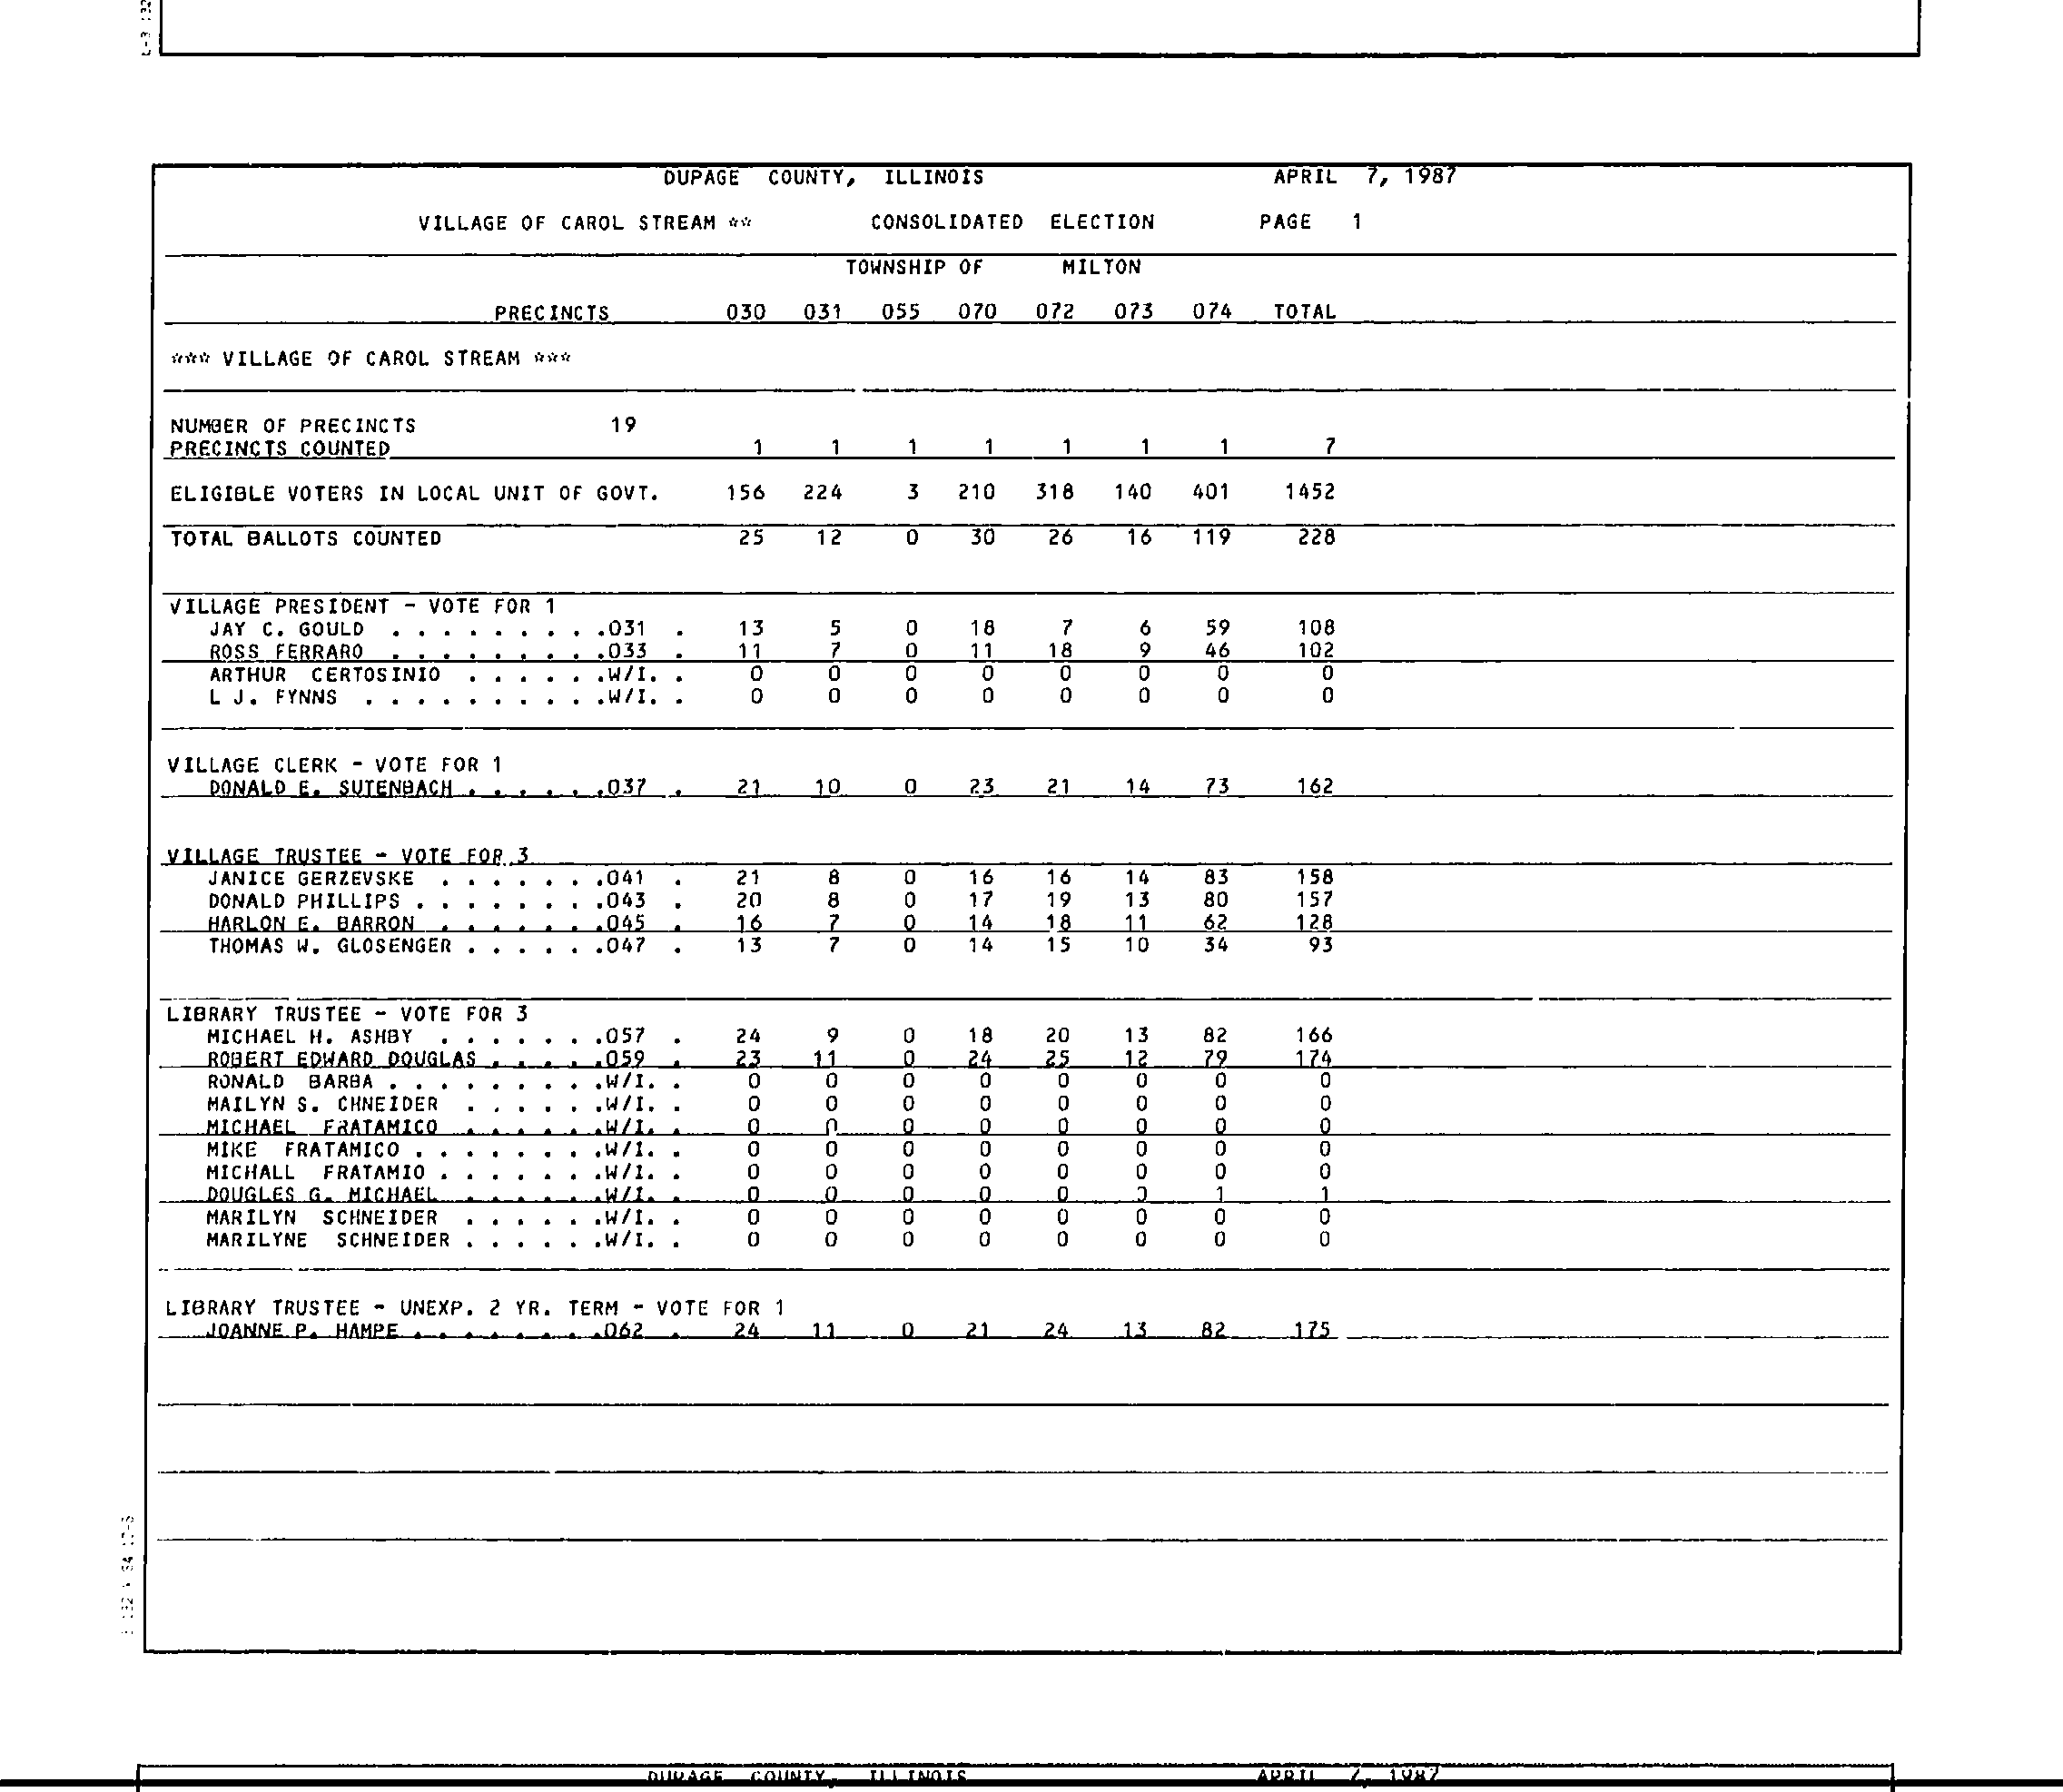 DUPAGE COUNTY, ILLINOIS APRIL 7, 1987
VILLAGE OF CAROL STREAM ** CONSOLIDATED ELECTION PAGE 1
TOWNSHIP OF MILTON
PRECINCTS 030 031 055 070 072 073 074 TOTAL
*** VILLAGE OF CAROL STREAM ***
NUMBER OF PRECINCTS 19
PRECINCTS COUNTED 1 1 1 1 1 1 1 7
ELIGIBLE VOTERS IN LOCAL UNIT OF GOVT. 156 224 3 210 318 140 401 1452
TOTAL BALLOTS COUNTED 25 12 0 30 26 16 119 228
VILLAGE PRESIDENT - VOTE FOR 1
JAY C. GOULD . . . . . . . . .031 . 13 5 0 18 7 6 59 108
ROSS FERRARO . . . . . . . . .033 . 11 7 0 11 18 9 46 102
ARTHUR CERTOSINIO . . . . . .W/I. . 0 0 0 0 0 0 0 0
L J. FYNNS . . . . . . . . . .W/I. . 0 0 0 0 0 0 0 0
VILLAGE CLERK - VOTE FOR 1
DONALD E. SUTENBACH . . . . . .037 . 21 10 0 23 21 14 73 162
VILLAGE TRUSTEE - VOTE FOR 3
JANICE GERZEVSKE . . . . . . .041 . 21 8 0 16 16 14 83 158
DONALD PHILLIPS . . . . . . . .043 . 20 8 0 17 19 13 80 157
HARLON E. BARRON . . . . . . .045 . 16 7 0 14 18 11 62 128
THOMAS W. GLOSENGER . . . . . .047 . 13 7 0 14 15 10 34 93
LIBRARY TRUSTEE - VOTE FOR 3
MICHAEL H. ASHBY . . . . . . .057 . 24 9 0 18 20 13 82 166
ROBERT EDWARD DOUGLAS . . . . .059 . 23 11 0 24 25 12 79 174
RONALD BARBA . . . . . . . . .W/I. . 0 0 0 0 0 0 0 0
MAILYN S. CHNEIDER . . . . . .W/I. . 0 0 0 0 0 0 0 0
MICHAEL FRATAMICO . . . . . .W/I. . 0 0 0 0 0 0 0 0
MIKE FRATAMICO . . . . . . . .W/I. . 0 0 0 0 0 0 0 0
MICHALL FRATAMIO . . . . . . .W/I. . 0 0 0 0 0 0 0 0
DOUGLES G. MICHAEL . . . . . .W/I. . 0 0 0 0 0 0 1 1
MARILYN SCHNEIDER . . . . . .W/I. . 0 0 0 0 0 0 0 0
MARILYNE SCHNEIDER . . . . . .W/I. . 0 0 0 0 0 0 0 0
LIBRARY TRUSTEE - UNEXP. 2 YR. TERM - VOTE FOR 1
JOANNE P. HAMPE . . . . . . . .062 . 24 11 0 21 24 13 82 175
DUPAGE COUNTY, ILLINOIS APRIL 7, 1987